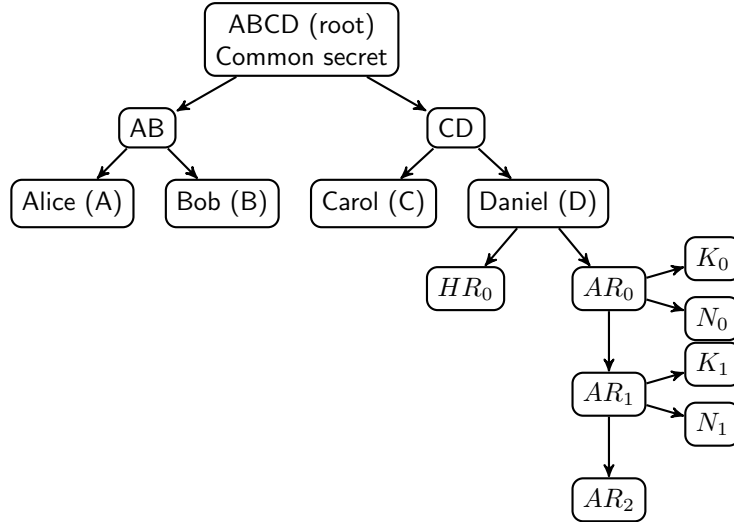 ABCD (root)
Common secret
AB
CD
Alice (A)
Bob (B)
Carol (C)
Daniel (D)
HR₀
AR₀
K₀
N₀
AR₁
K₁
N₁
AR₂